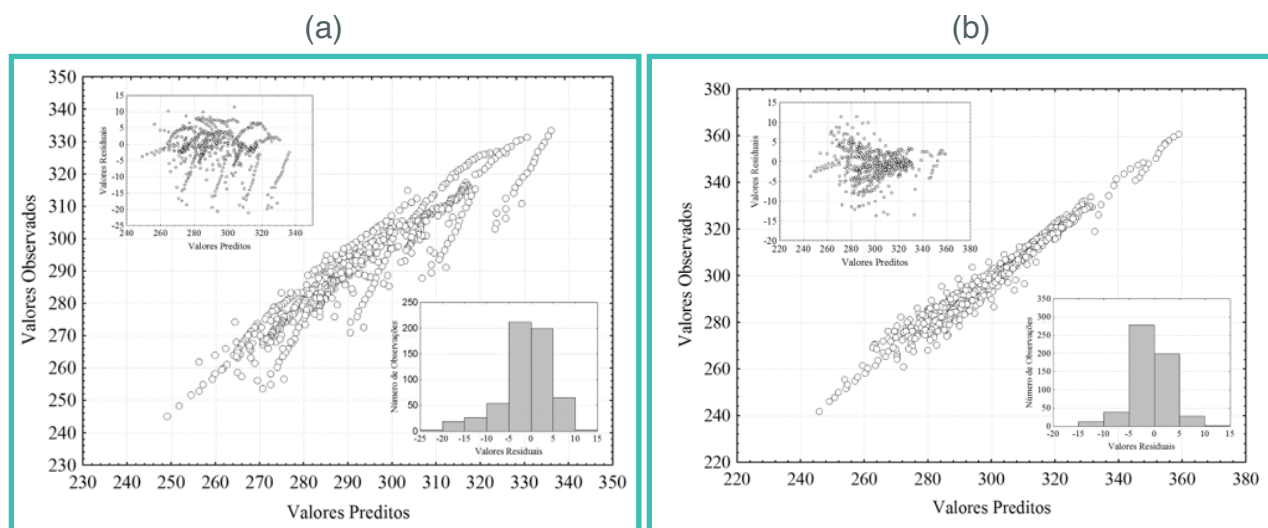 (a)
(b)
350
340
330
320
310
300
290
280
270
260
250
240
230
230 240 250 260 270 280 290 300 310 320 330 340 350
Valores Observados
Valores Preditos
15
10
5
0
-5
-10
-15
-20
-25
240 260 280 300 320 340
Valores Residuais
Valores Preditos
250
200
150
100
50
0
-25 -20 -15 -10 -5 0 5 10 15
Número de Observações
Valores Residuais
380
360
340
320
300
280
260
240
220
220 240 260 280 300 320 340 360 380
Valores Observados
Valores Preditos
15
10
5
0
-5
-10
-15
-20
220 240 260 280 300 320 340 360 380
Valores Residuais
Valores Preditos
350
300
250
200
150
100
50
0
-20 -15 -10 -5 0 5 10 15
Número de Observações
Valores Residuais